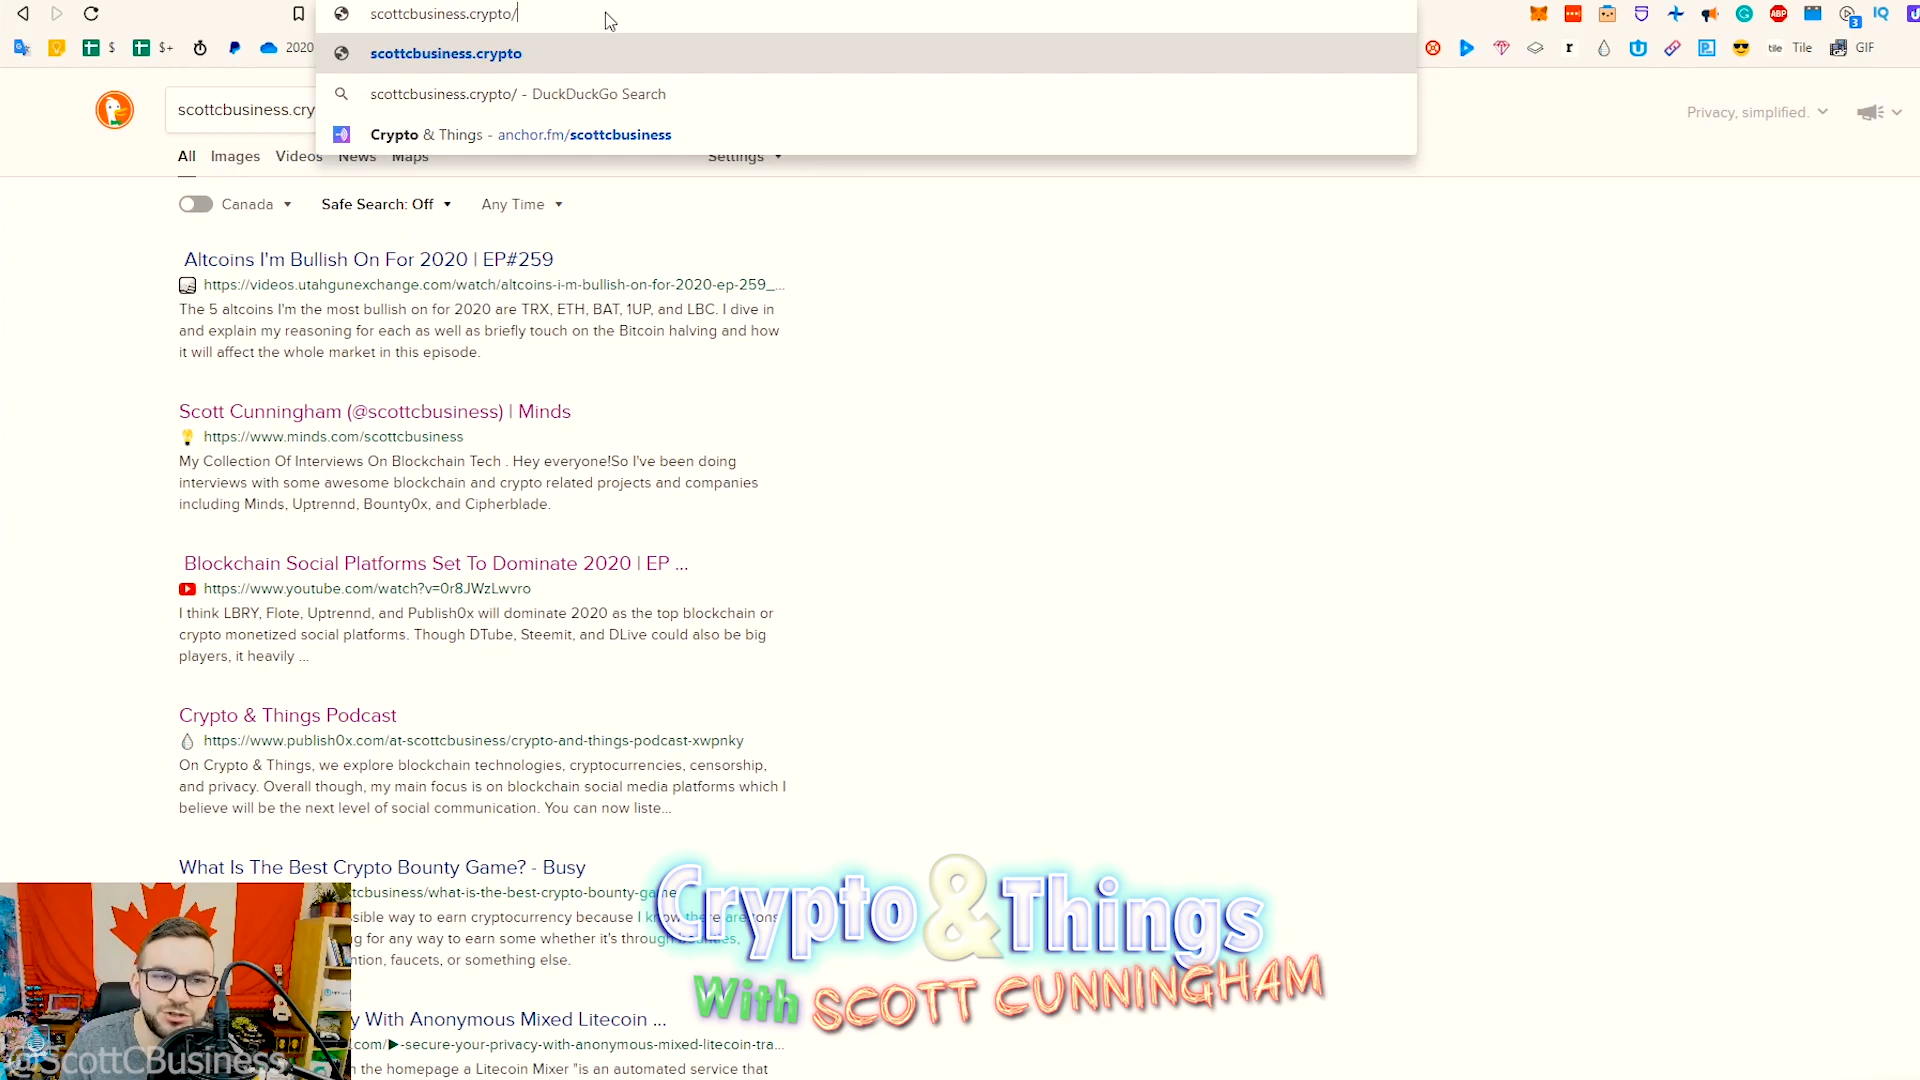 scottcbusiness.crypto/
scottcbusiness.crypto
scottcbusiness.crypto/ - DuckDuckGo Search
Crypto & Things - anchor.fm/scottcbusiness
3
ABP
IQ
$
$+
2020
r
tile
Tile
GIF
scottcbusiness.cry
Privacy, simplified.
All
Images
Videos
News
Maps
Settings
Canada
Safe Search: Off
Any Time
Altcoins I'm Bullish On For 2020 | EP#259
https://videos.utahgunexchange.com/watch/altcoins-i-m-bullish-on-for-2020-ep-259_...
The 5 altcoins I'm the most bullish on for 2020 are TRX, ETH, BAT, 1UP, and LBC. I dive in
and explain my reasoning for each as well as briefly touch on the Bitcoin halving and how
it will affect the whole market in this episode.
Scott Cunningham (@scottcbusiness) | Minds
https://www.minds.com/scottcbusiness
My Collection Of Interviews On Blockchain Tech . Hey everyone!So I've been doing
interviews with some awesome blockchain and crypto related projects and companies
including Minds, Uptrennd, Bounty0x, and Cipherblade.
Blockchain Social Platforms Set To Dominate 2020 | EP ...
https://www.youtube.com/watch?v=0r8JWzLwvro
I think LBRY, Flote, Uptrennd, and Publish0x will dominate 2020 as the top blockchain or
crypto monetized social platforms. Though DTube, Steemit, and DLive could also be big
players, it heavily ...
Crypto & Things Podcast
https://www.publish0x.com/at-scottcbusiness/crypto-and-things-podcast-xwpnky
On Crypto & Things, we explore blockchain technologies, cryptocurrencies, censorship,
and privacy. Overall though, my main focus is on blockchain social media platforms which I
believe will be the next level of social communication. You can now liste...
What Is The Best Crypto Bounty Game? - Busy
tcbusiness/what-is-the-best-crypto-bounty-game
sible way to earn cryptocurrency because I know there are tons
g for any way to earn some whether it's through bounties,
ntion, faucets, or something else.
y With Anonymous Mixed Litecoin ...
.com/▶-secure-your-privacy-with-anonymous-mixed-litecoin-tra...
n the homepage a Litecoin Mixer "is an automated service that
Crypto & Things
With SCOTT CUNNINGHAM
@ScottCBusiness